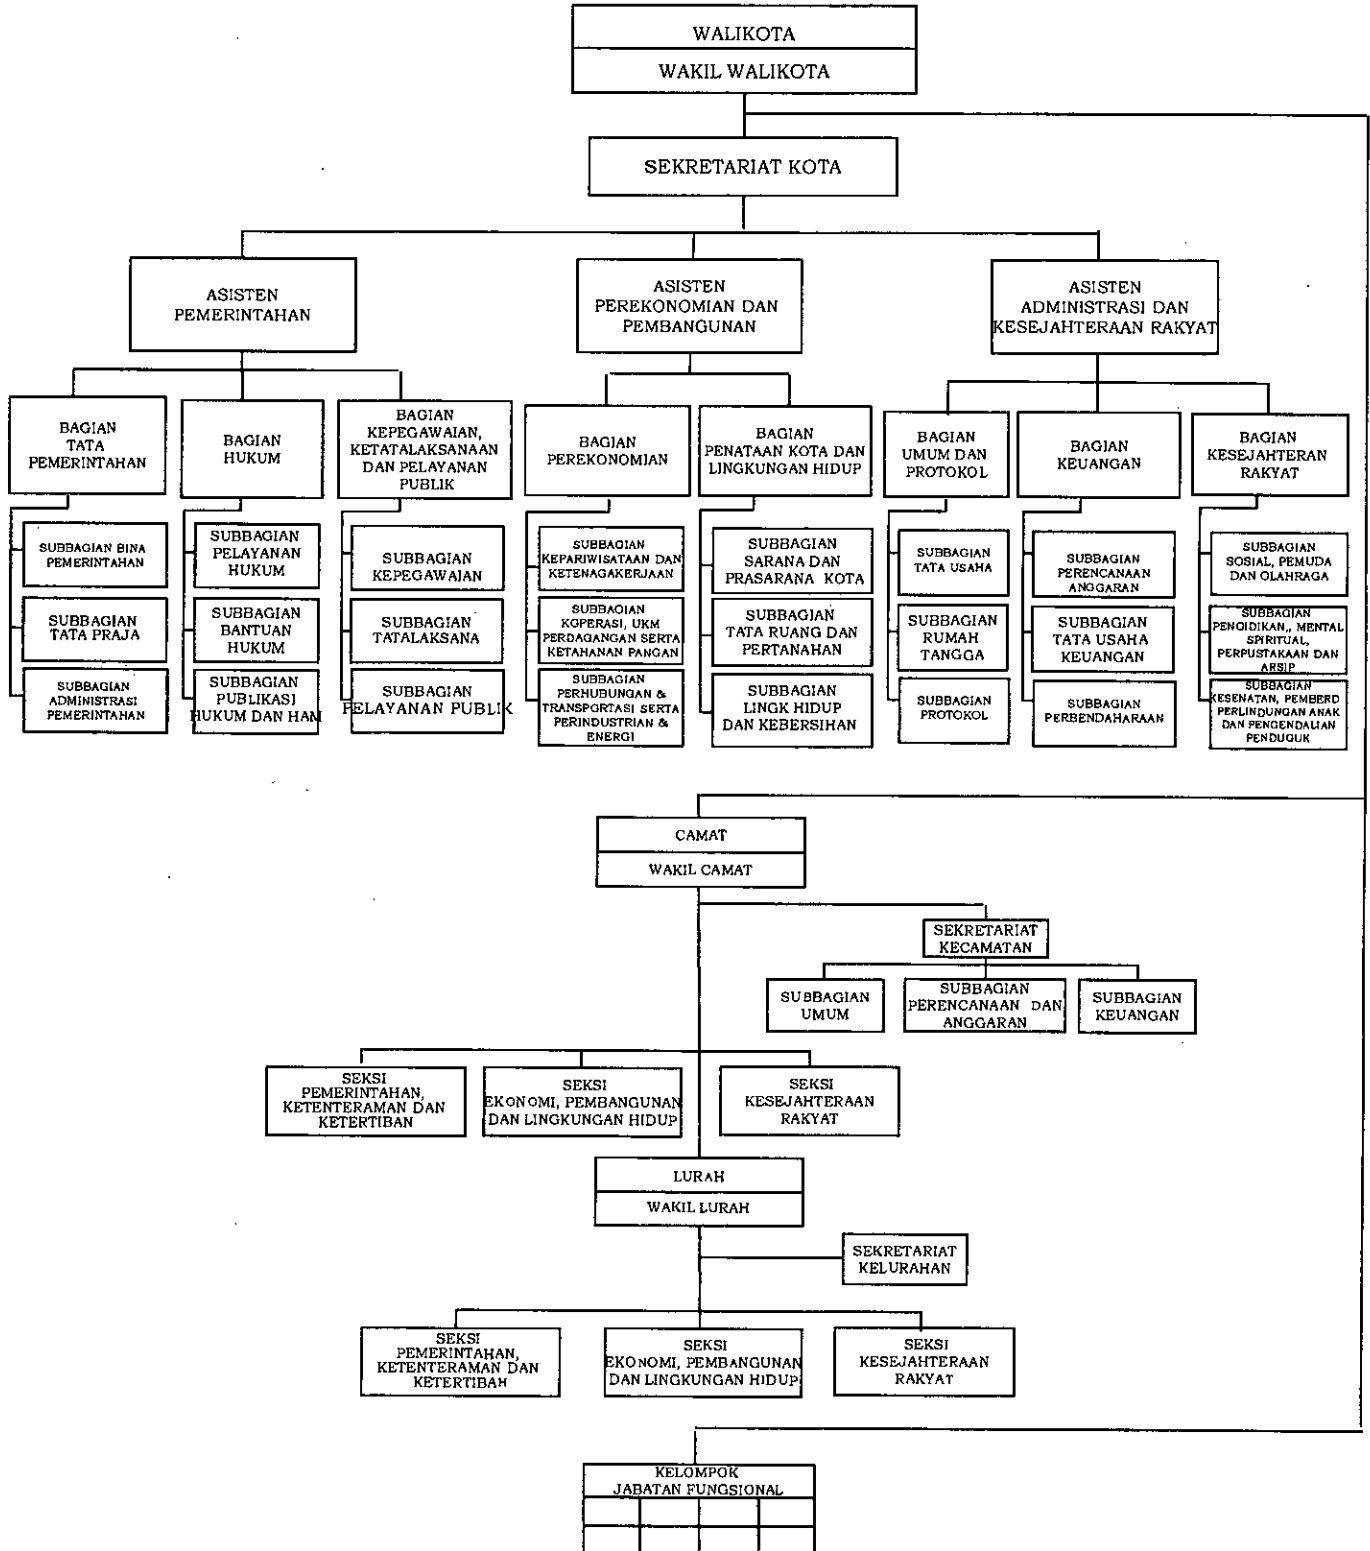 WALIKOTA
WAKIL WALIKOTA
SEKRETARIAT KOTA
ASISTEN
PEMERINTAHAN
ASISTEN
PEREKONOMIAN DAN
PEMBANGUNAN
ASISTEN
ADMINISTRASI DAN
KESEJAHTERAAN RAKYAT
BAGIAN
TATA
PEMERINTAHAN
BAGIAN
HUKUM
BAGIAN
KEPEGAWAIAN,
KETATALAKSANAAN
DAN PELAYANAN
PUBLIK
BAGIAN
PEREKONOMIAN
BAGIAN
PENATAAN KOTA DAN
LINGKUNGAN HIDUP
BAGIAN
UMUM DAN
PROTOKOL
BAGIAN
KEUANGAN
BAGIAN
KESEJAHTERAN
RAKYAT
SUBBAGIAN BINA
PEMERINTAHAN
SUBBAGIAN
TATA PRAJA
SUBBAGIAN
ADMINISTRASI
PEMERINTAHAN
SUBBAGIAN
PELAYANAN
HUKUM
SUBBAGIAN
BANTUAN
HUKUM
SUBBAGIAN
PUBLIKASI
HUKUM DAN HAM
SUBBAGIAN
KEPEGAWAIAN
SUBBAGIAN
TATALAKSANA
SUBBAGIAN
PELAYANAN PUBLIK
SUBBAGIAN
KEPARIWISATAAN DAN
KETENAGAKERJAAN
SUBBAGIAN
KOPERASI, UKM
PERDAGANGAN SERTA
KETAHANAN PANGAN
SUBBAGIAN
PERHUBUNGAN &
TRANSPORTASI SERTA
PERINDUSTRIAN &
ENERGI
SUBBAGIAN
SARANA DAN
PRASARANA KOTA
SUBBAGIAN
TATA RUANG DAN
PERTANAHAN
SUBBAGIAN
LINGK HIDUP
DAN KEBERSIHAN
SUBBAGIAN
TATA USAHA
SUBBAGIAN
RUMAH
TANGGA
SUBBAGIAN
PROTOKOL
SUBBAGIAN
PERENCANAAN
ANGGARAN
SUBBAGIAN
TATA USAHA
KEUANGAN
SUBBAGIAN
PERBENDAHARAAN
SUBBAGIAN
SOSIAL, PEMUDA
DAN OLAHRAGA
SUBBAGIAN
PENGIDIKAN,, MENTAL
SPIRITUAL,
PERPUSTAKAAN DAN
ARSIP
SUBBAGIAN
KESENATAN, PEMBERD
PERLINDUNGAN ANAK
DAN PENGENDALIAN
PENDUGUK
CAMAT
WAKIL CAMAT
SEKRETARIAT
KECAMATAN
SUBBAGIAN
UMUM
SUBBAGIAN
PERENCANAAN DAN
ANGGARAN
SUBBAGIAN
KEUANGAN
SEKSI
PEMERINTAHAN,
KETENTERAMAN DAN
KETERTIBAN
SEKSI
EKONOMI, PEMBANGUNAN
DAN LINGKUNGAN HIDUP
SEKSI
KESEJAHTERAAN
RAKYAT
LURAH
WAKIL LURAH
SEKRETARIAT
KELURAHAN
SEKSI
PEMERINTAHAN,
KETENTERAMAN DAN
KETERTIBAH
SEKSI
EKONOMI, PEMBANGUNAN
DAN LINGKUNGAN HIDUP
SEKSI
KESEJAHTERAAN
RAKYAT
KELOMPOK
JABATAN FUNGSIONAL